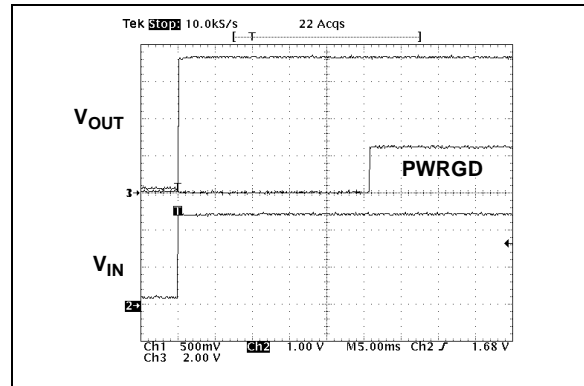 Tek Stop: 10.0kS/s 22 Acqs
[ T ]
VOUT
PWRGD
3→
T
VIN
2→
Ch1 500mV Ch2 1.00 V M5.00ms Ch2 ƒ 1.68 V
Ch3 2.00 V